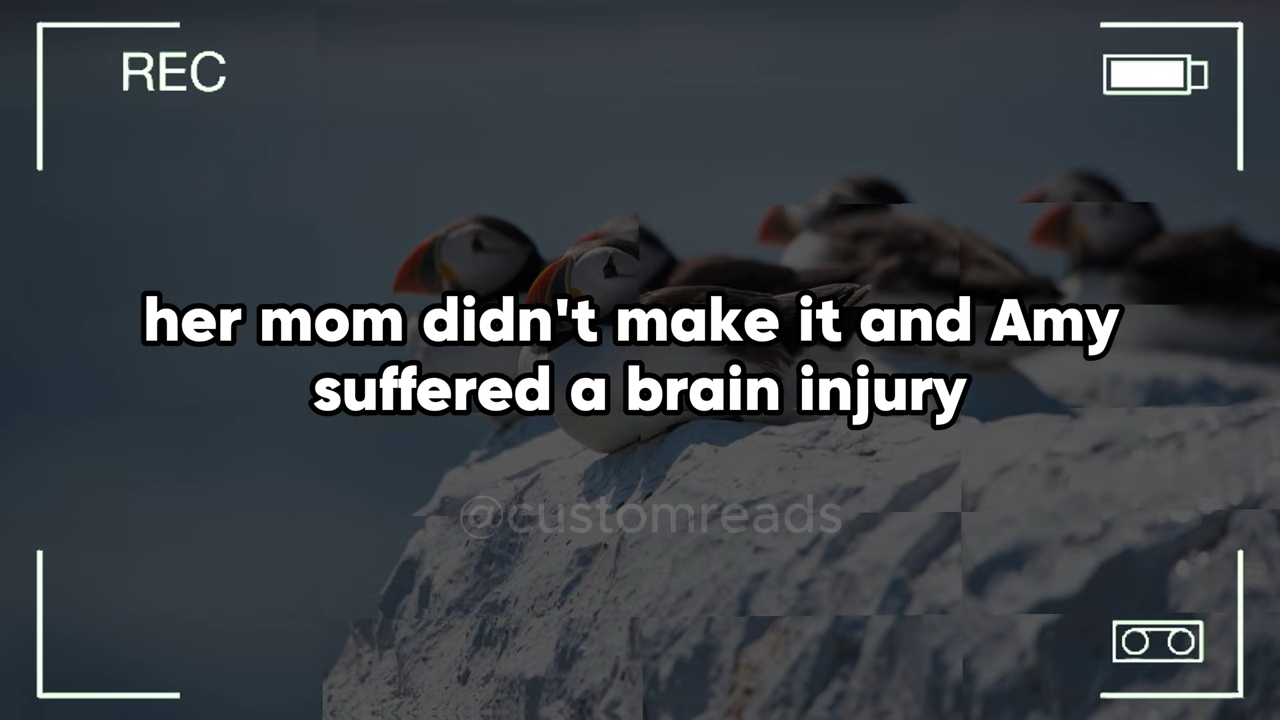 REC
her mom didn't make it and Amy
suffered a brain injury
@customreads